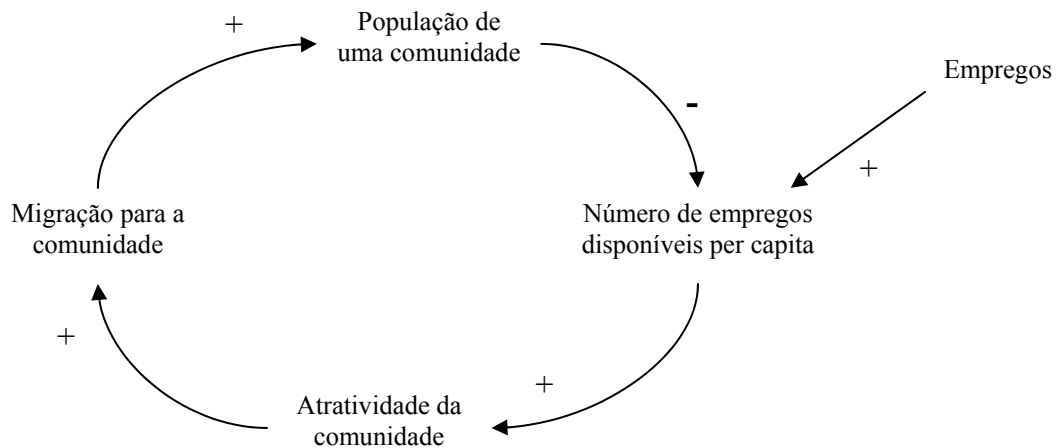 +
População de
uma comunidade
Empregos
-
+
Migração para a
comunidade
Número de empregos
disponíveis per capita
+
+
Atratividade da
comunidade